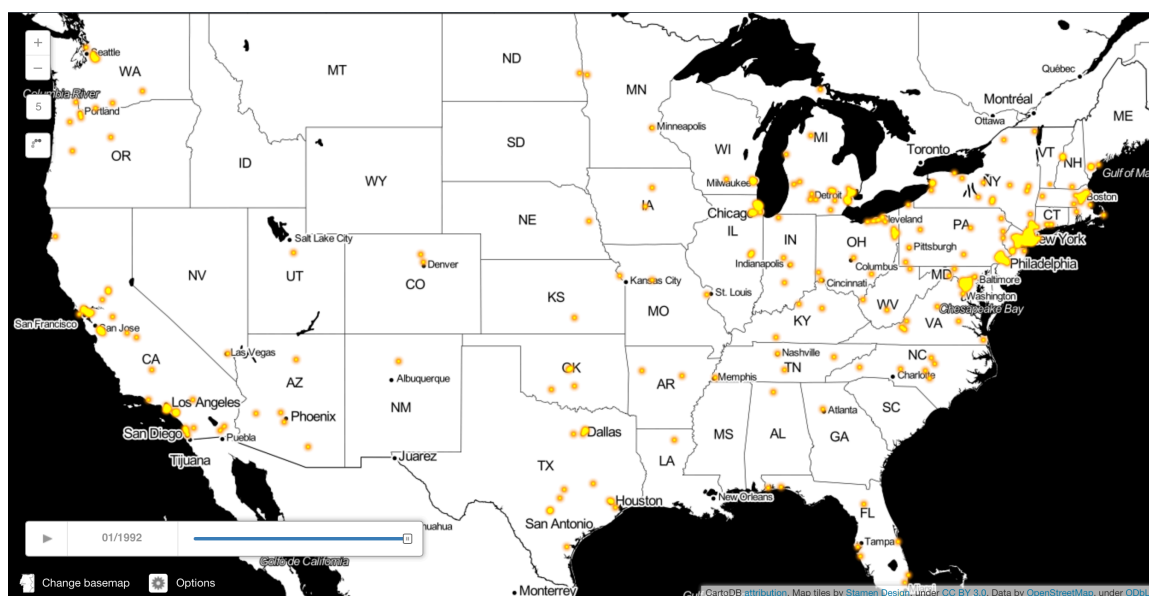 +
−
5
Seattle
WA
Columbia River
Portland
OR
MT
ID
WY
ND
SD
NE
MN
Minneapolis
WI
MI
Milwaukee
Detroit
Chicag
IA
IL
IN
OH
Cleveland
Québec
Montréal
Ottawa
Toronto
ME
VT
NH
NY
Gulf of Ma
Boston
CT
PA
Pittsburgh
New York
Philadelphia
MD
Baltimore
Washington
Chesapeake Bay
Salt Lake City
NV
UT
Denver
CO
KS
Kansas City
MO
St. Louis
Indianapolis
Columbus
Cincinnati
WV
VA
KY
San Francisco
San Jose
CA
Las Vegas
AZ
Albuquerque
NM
Phoenix
Los Angeles
San Diego
Puebla
Tijuana
Juarez
OK
AR
Memphis
Nashville
TN
NC
Charlotte
SC
Atlanta
GA
AL
MS
LA
Dallas
TX
Houston
San Antonio
New Orleans
FL
Tampa
Miami
huahua
Golfo de California
Monterrey
▶
01/1992
Change basemap
Options
CartoDB attribution, Map tiles by Stamen Design, under CC BY 3.0. Data by OpenStreetMap, under ODbL